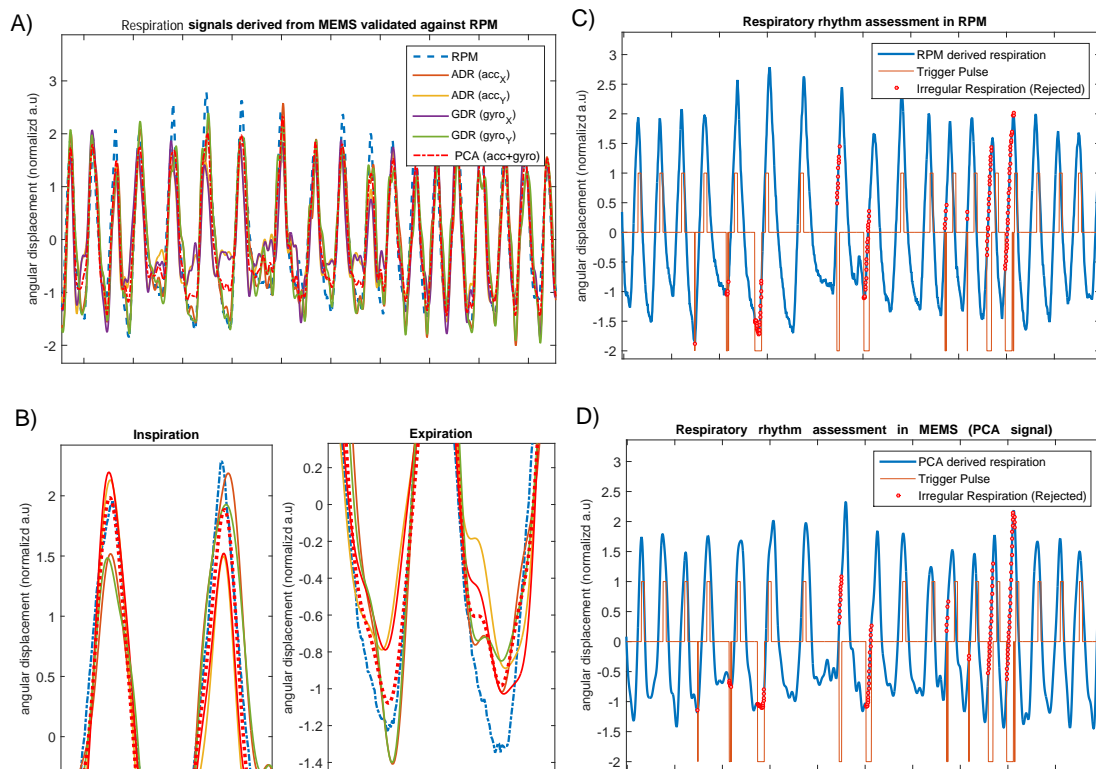 A)
Respiration signals derived from MEMS validated against RPM
RPM
ADR (accX)
ADR (accY)
GDR (gyroX)
GDR (gyroY)
PCA (acc+gyro)
angular displacement (normalizd a.u)
3
2
1
0
-1
-2
B)
Inspiration
angular displacement (normalizd a.u)
2
1.5
1
0.5
0
Expiration
angular displacement (normalizd a.u)
0.2
0
-0.2
-0.4
-0.6
-0.8
-1
-1.2
-1.4
C)
Respiratory rhythm assessment in RPM
RPM derived respiration
Trigger Pulse
Irregular Respiration (Rejected)
angular displacement (normalizd a.u)
3
2.5
2
1.5
1
0.5
0
-0.5
-1
-1.5
-2
D)
Respiratory rhythm assessment in MEMS (PCA signal)
PCA derived respiration
Trigger Pulse
Irregular Respiration (Rejected)
angular displacement (normalizd a.u)
3
2.5
2
1.5
1
0.5
0
-0.5
-1
-1.5
-2